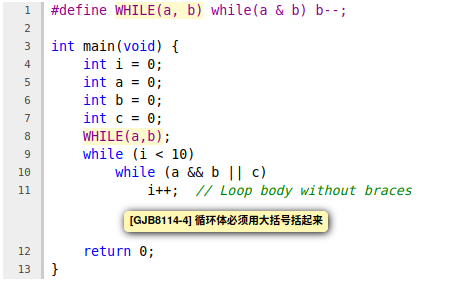 1 #define WHILE(a, b) while(a & b) b--;
2
3 int main(void) {
4 int i = 0;
5 int a = 0;
6 int b = 0;
7 int c = 0;
8 WHILE(a,b);
9 while (i < 10)
10 while (a && b || c)
11 i++; // Loop body without braces
[GJB8114-4] 循环体必须用大括号括起来
12 return 0;
13 }